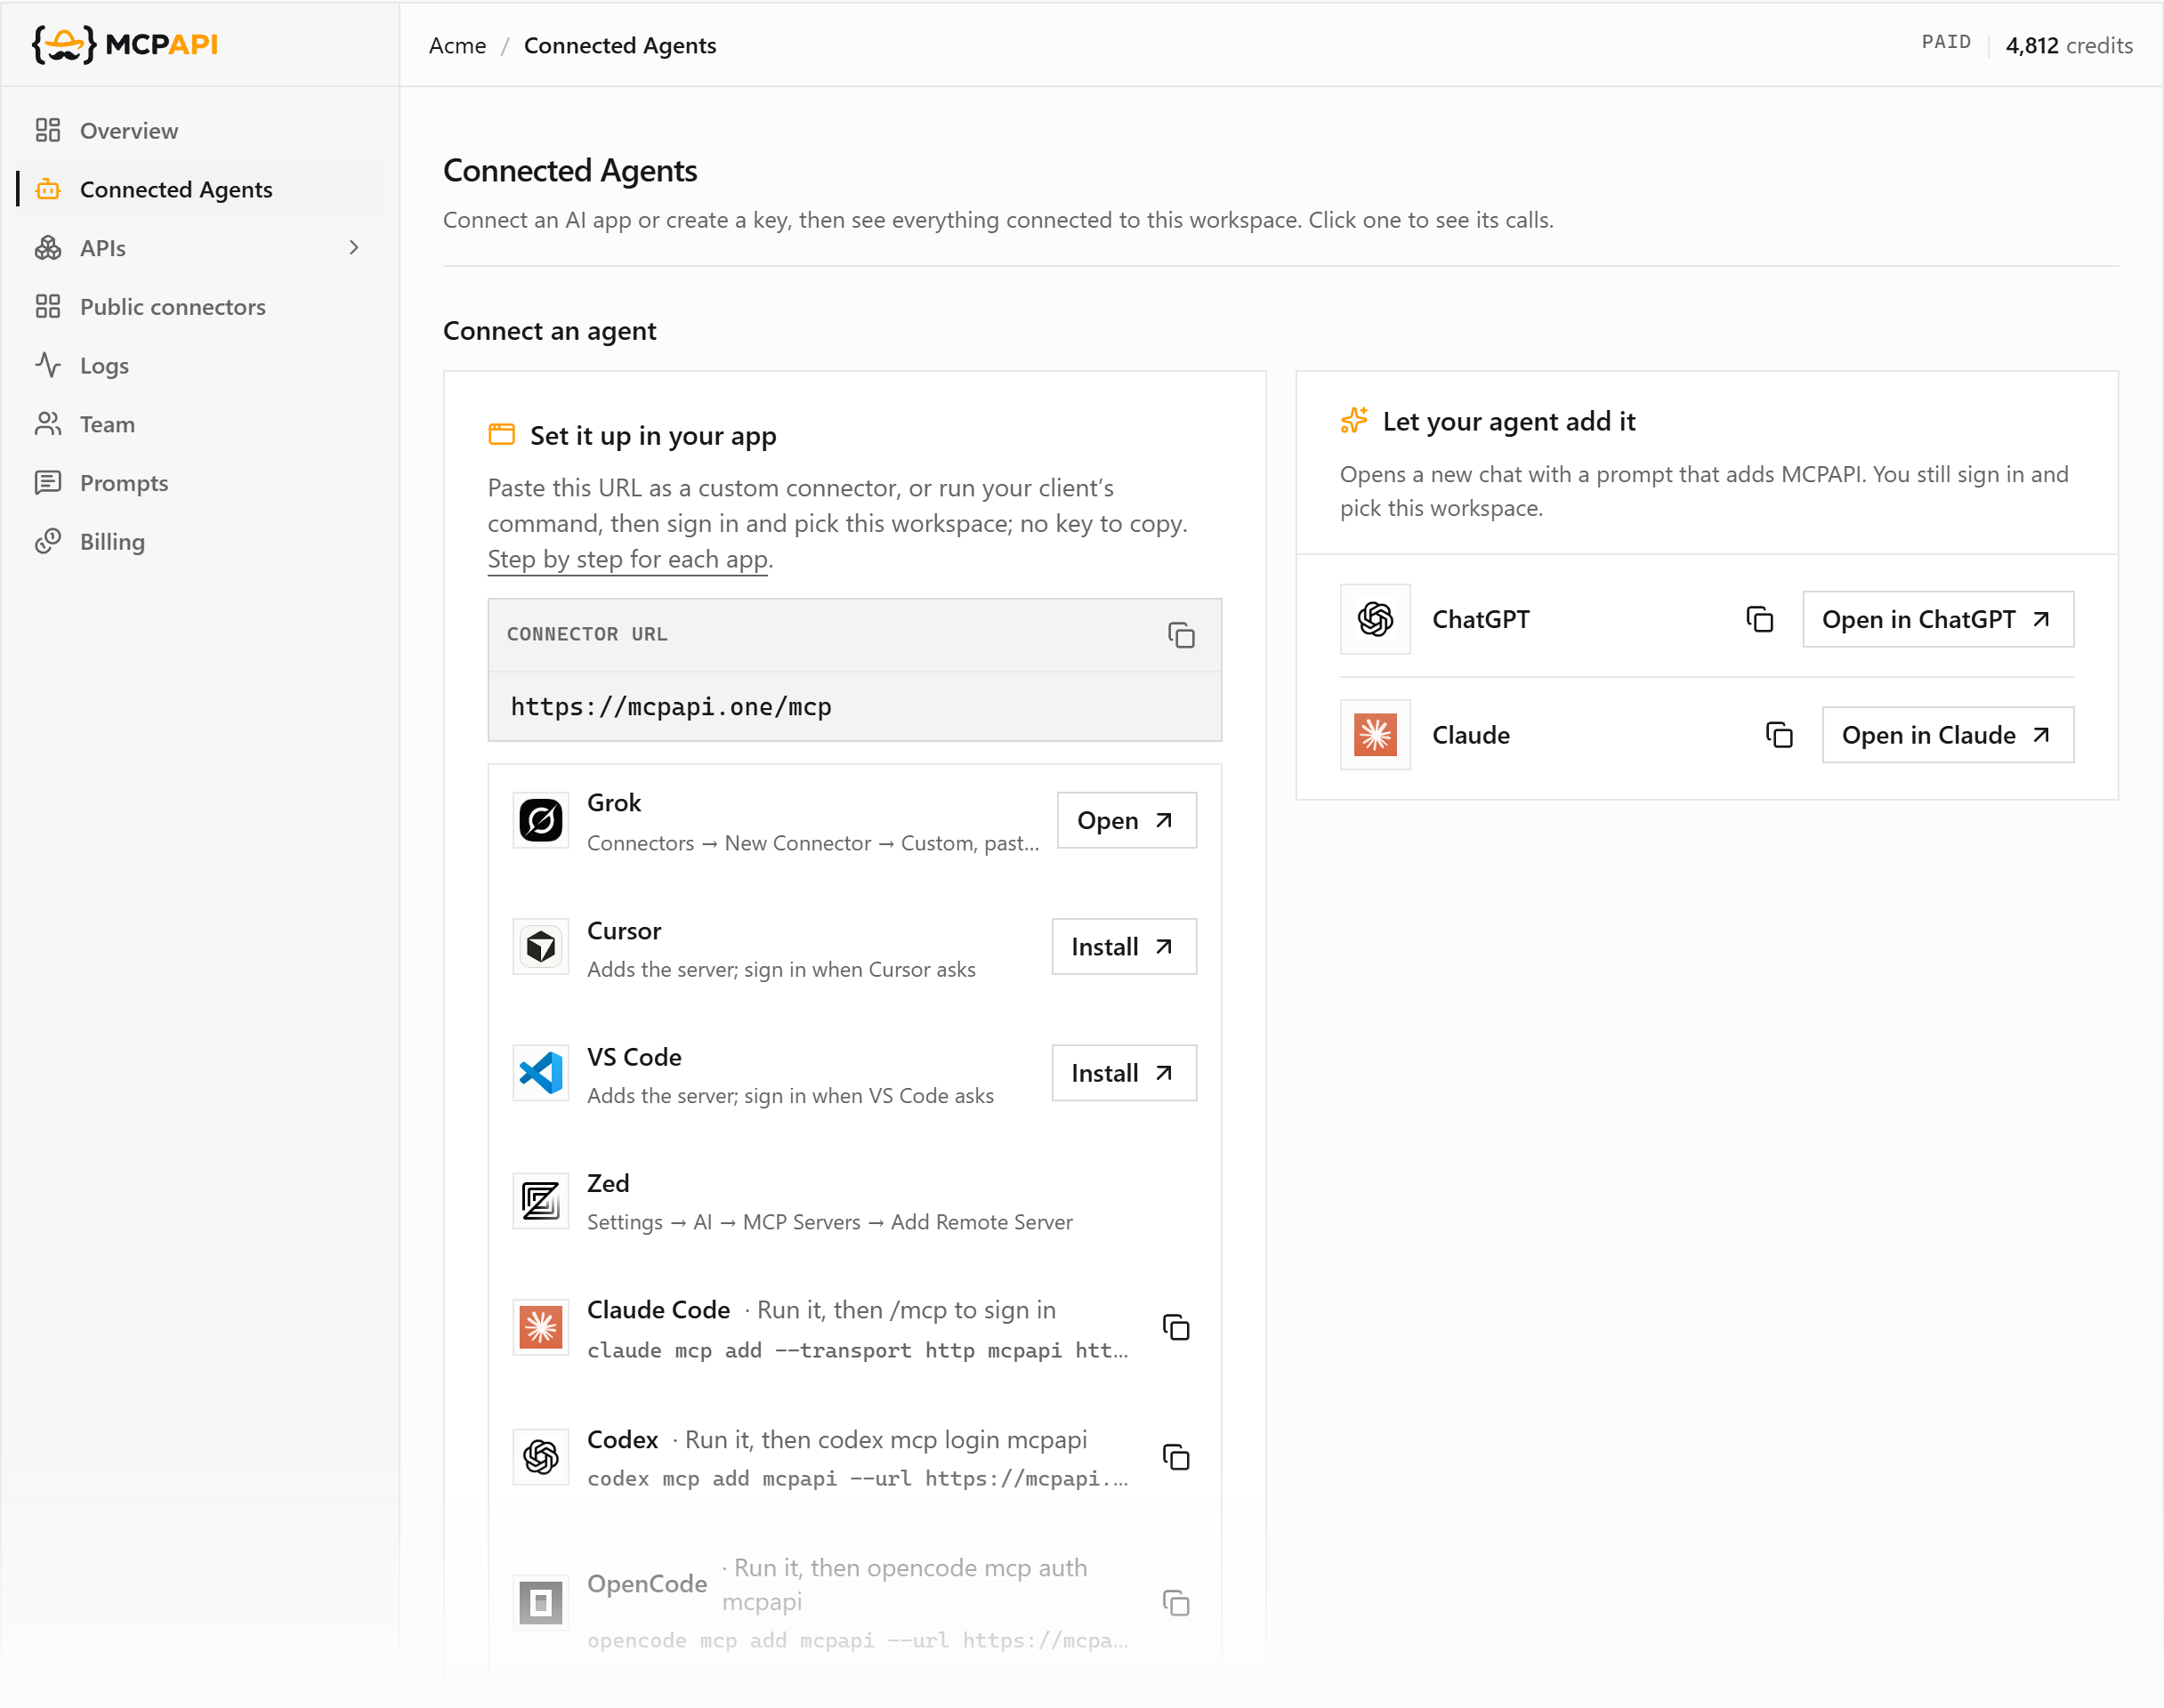 MCPAPI
Acme / Connected Agents
PAID
4,812 credits
Overview
Connected Agents
APIs
Public connectors
Logs
Team
Prompts
Billing
Connected Agents
Connect an AI app or create a key, then see everything connected to this workspace. Click one to see its calls.
Connect an agent
Set it up in your app
Paste this URL as a custom connector, or run your client’s
command, then sign in and pick this workspace; no key to copy.
Step by step for each app.
CONNECTOR URL
https://mcpapi.one/mcp
Grok
Connectors → New Connector → Custom, past...
Open
Cursor
Adds the server; sign in when Cursor asks
Install
VS Code
Adds the server; sign in when VS Code asks
Install
Zed
Settings → AI → MCP Servers → Add Remote Server
Claude Code · Run it, then /mcp to sign in
claude mcp add --transport http mcpapi htt...
Codex · Run it, then codex mcp login mcpapi
codex mcp add mcpapi --url https://mcpapi....
OpenCode · Run it, then opencode mcp auth
mcpapi
opencode mcp add mcpapi --url https://mcpa...
Let your agent add it
Opens a new chat with a prompt that adds MCPAPI. You still sign in and
pick this workspace.
ChatGPT
Open in ChatGPT
Claude
Open in Claude